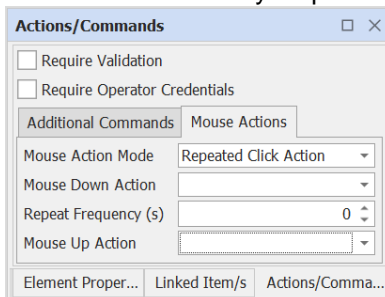 Actions/Commands
Require Validation
Require Operator Credentials
Additional Commands Mouse Actions
Mouse Action Mode Repeated Click Action
Mouse Down Action
Repeat Frequency (s) 0
Mouse Up Action
Element Proper... Linked Item/s Actions/Comma...